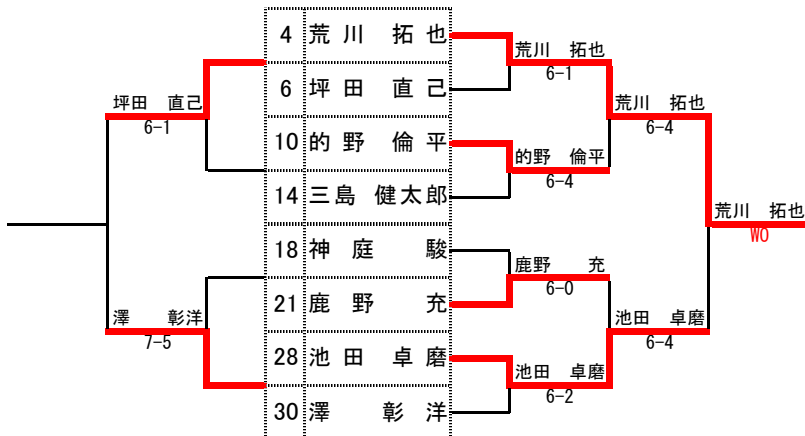 4 荒川 拓也
6 坪田 直己
10 的野 倫平
14 三島 健太郎
18 神庭 駿
21 鹿野 充
28 池田 卓磨
30 澤 彰洋
坪田 直己
6-1
澤 彰洋
7-5
荒川 拓也
6-1
的野 倫平
6-4
鹿野 充
6-0
池田 卓磨
6-2
荒川 拓也
6-4
池田 卓磨
6-4
荒川 拓也
WO